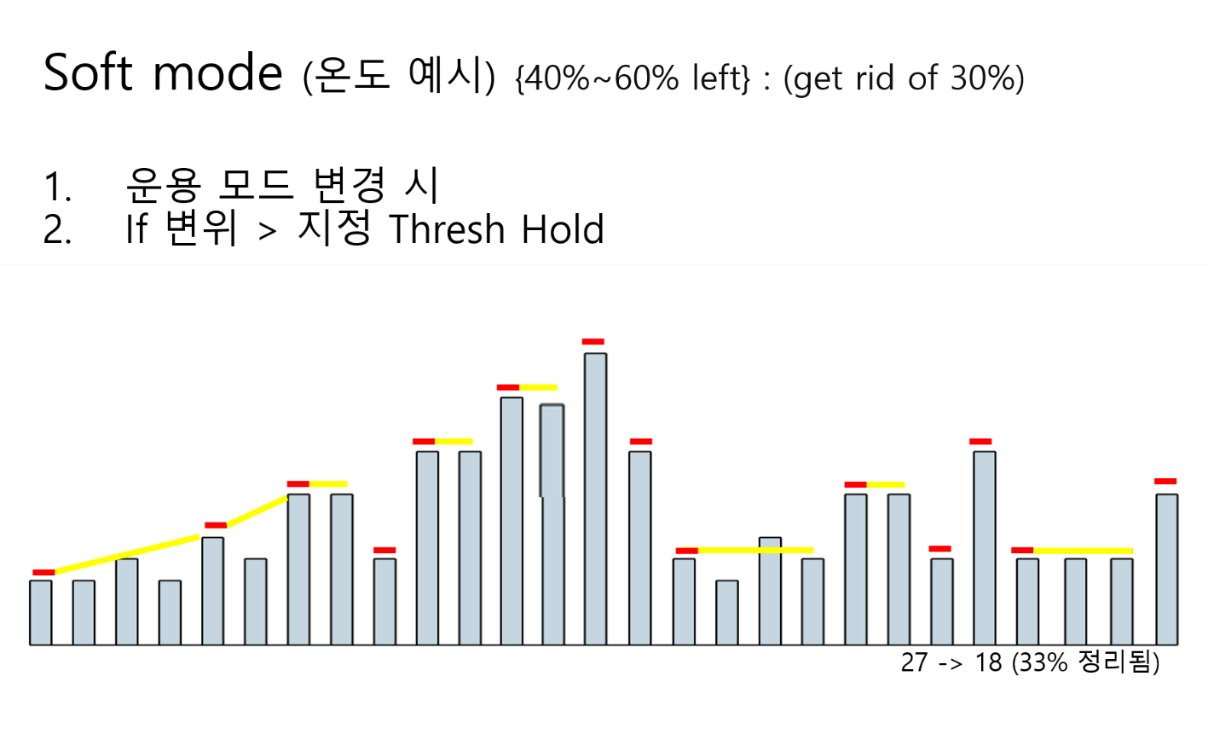 Soft mode (온도 예시) {40%~60% left} : (get rid of 30%)
1. 운용 모드 변경 시
2. If 변위 > 지정 Thresh Hold
27 -> 18 (33% 정리됨)